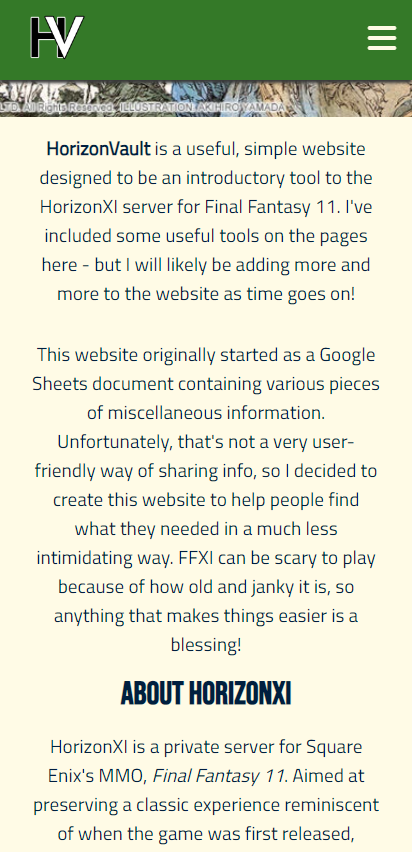 HV
LTD. All Rights Reserved. ILLUSTRATION: AKIHIRO YAMADA
HorizonVault is a useful, simple website
designed to be an introductory tool to the
HorizonXI server for Final Fantasy 11. I've
included some useful tools on the pages
here - but I will likely be adding more and
more to the website as time goes on!
This website originally started as a Google
Sheets document containing various pieces
of miscellaneous information.
Unfortunately, that's not a very user-
friendly way of sharing info, so I decided to
create this website to help people find
what they needed in a much less
intimidating way. FFXI can be scary to play
because of how old and janky it is, so
anything that makes things easier is a
blessing!
ABOUT HORIZONXI
HorizonXI is a private server for Square
Enix's MMO, Final Fantasy 11. Aimed at
preserving a classic experience reminiscent
of when the game was first released,